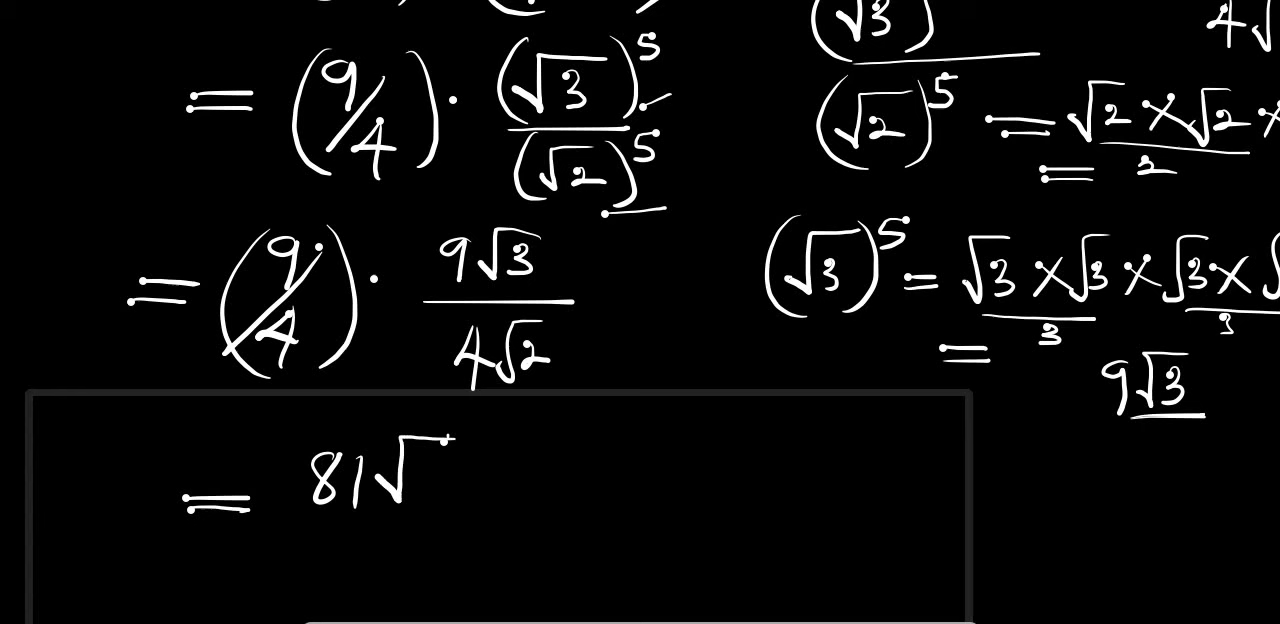 = (9/4) · (√3)^5 / (√2)^5
= (9/4) · 9√3 / 4√2
= 81√
(√3)
4√
(√2)^5 = √2 × √2 ×
= 2
(√3)^5 = √3 × √3 × √3 × √
3 3
= 9√3